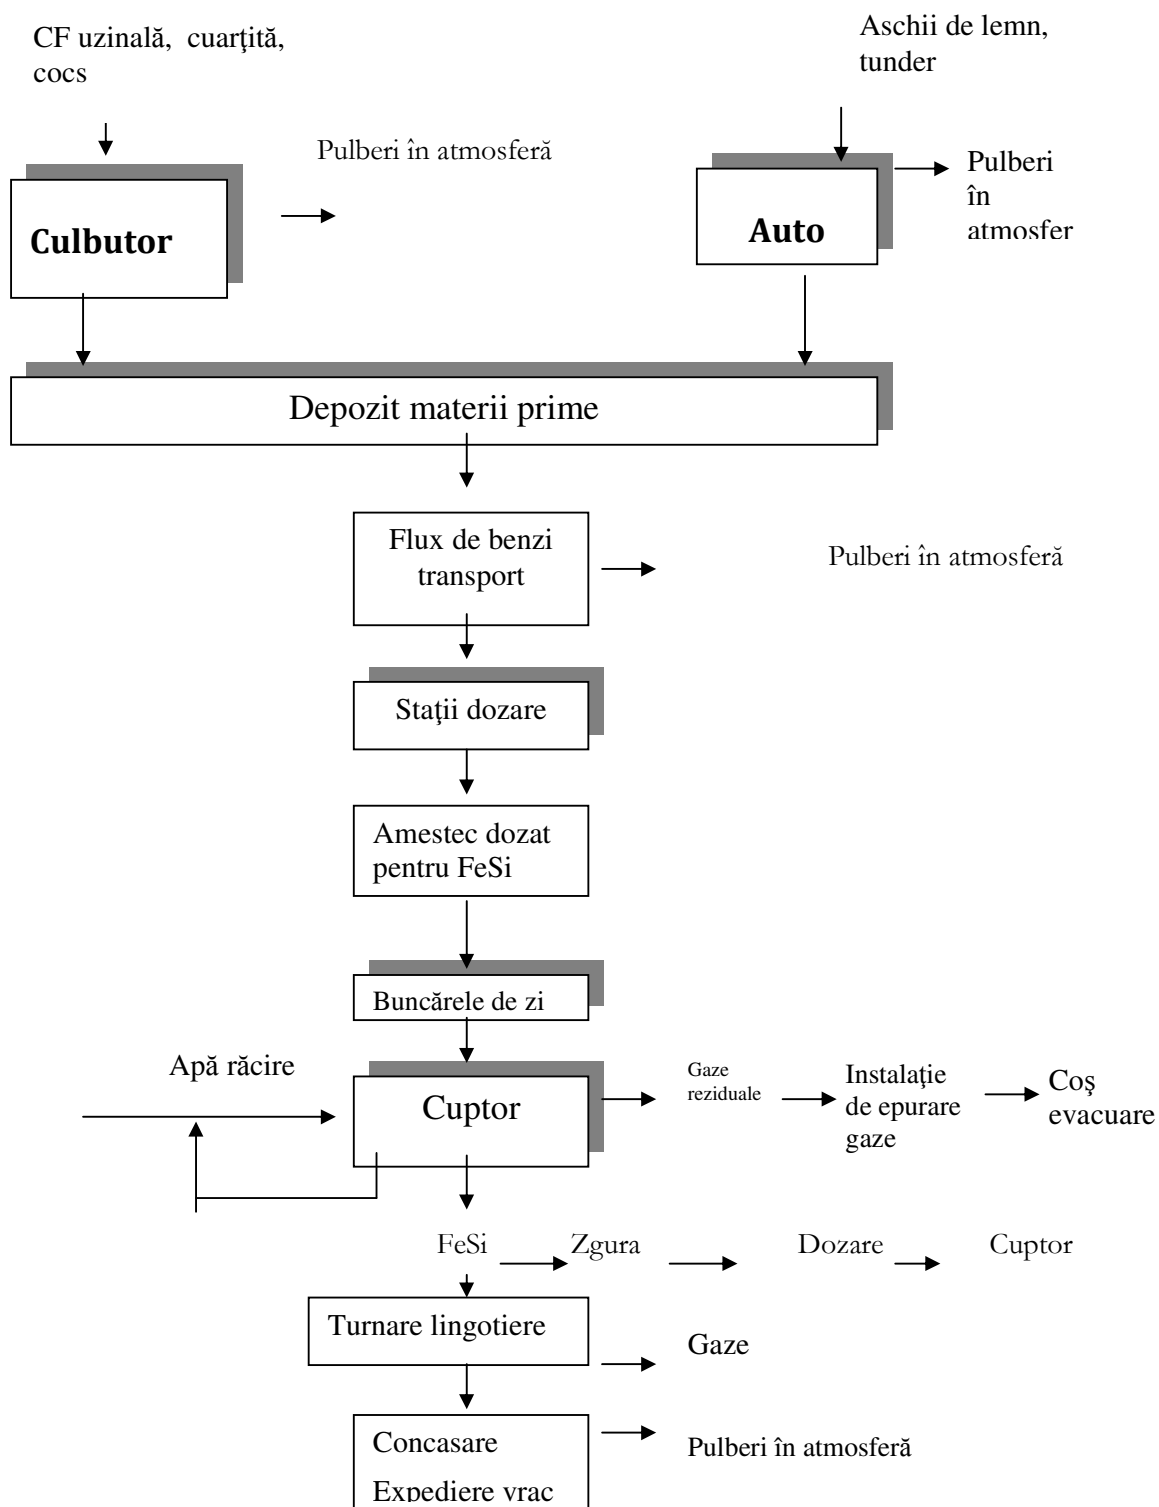 CF uzinală, cuarţită,
cocs
Aschii de lemn,
tunder
Pulberi în atmosferă
Pulberi
în
atmosfer
Culbutor
Auto
Depozit materii prime
Flux de benzi
transport
Pulberi în atmosferă
Staţii dozare
Amestec dozat
pentru FeSi
Buncărele de zi
Apă răcire
Cuptor
Gaze
reziduale
Instalaţie
de epurare
gaze
Coş
evacuare
FeSi
Zgura
Dozare
Cuptor
Turnare lingotiere
Gaze
Concasare
Expediere vrac
Pulberi în atmosferă